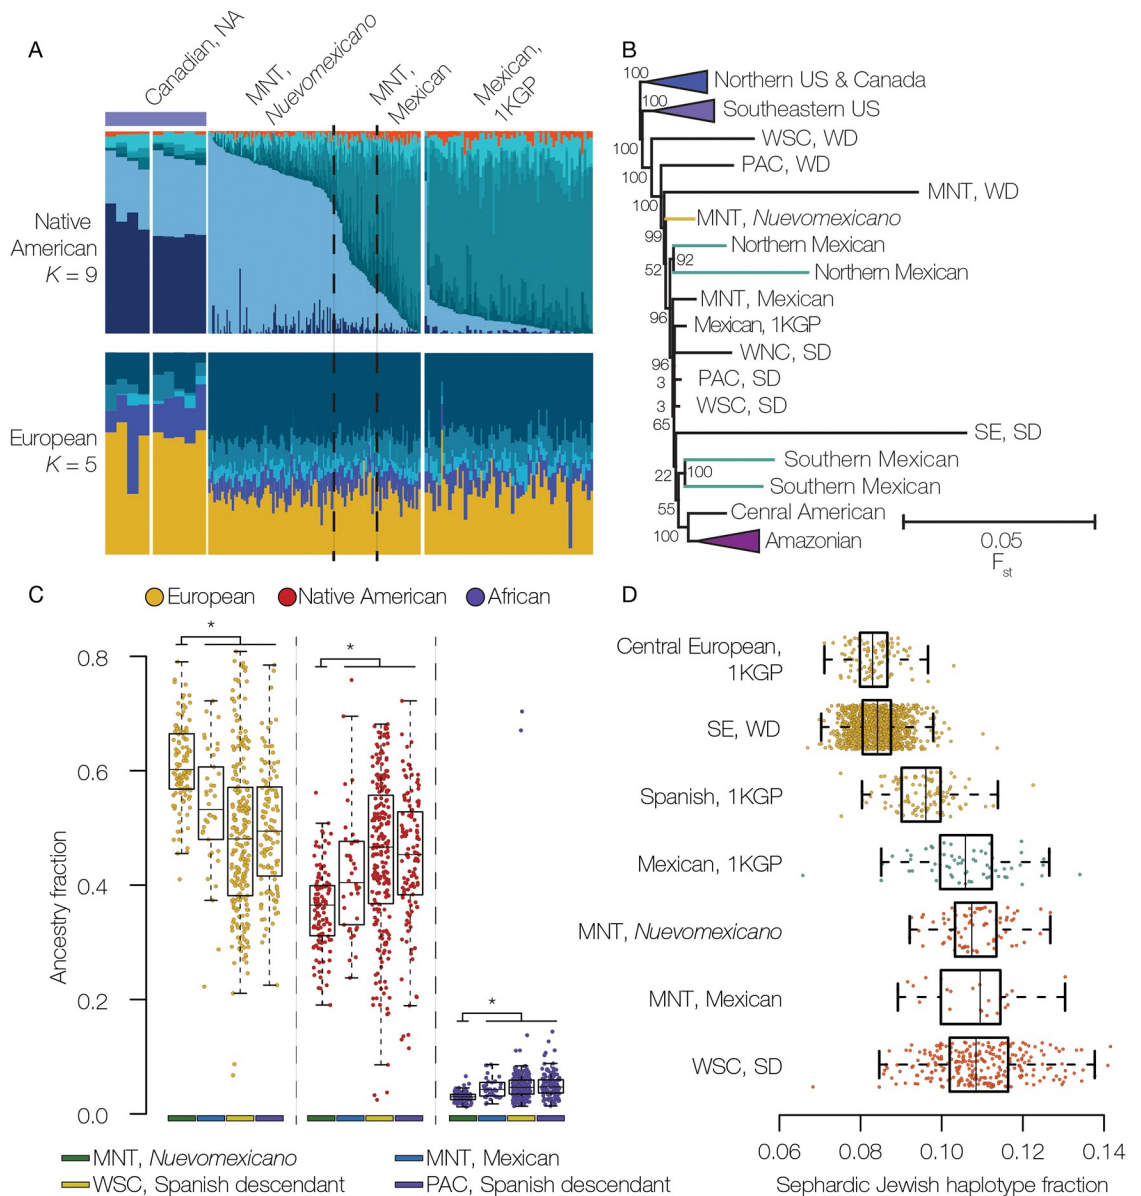 A
Canadian, NA
MNT,
Nuevomexicano
MNT,
Mexican
Mexican,
1KGP
Native
American
K = 9
European
K = 5
B
100
Northern US & Canada
100
Southeastern US
WSC, WD
100
PAC, WD
100
MNT, WD
100
MNT, Nuevomexicano
99
Northern Mexican
92
52
Northern Mexican
MNT, Mexican
96
Mexican, 1KGP
WNC, SD
96
PAC, SD
3
WSC, SD
3
65
SE, SD
Southern Mexican
100
22
Southern Mexican
55
Cenral American
100
Amazonian
0.05
Fst
C
European
Native American
African
*
*
*
0.8
0.6
0.4
0.2
0.0
Ancestry fraction
MNT, Nuevomexicano
MNT, Mexican
WSC, Spanish descendant
PAC, Spanish descendant
D
Central European,
1KGP
SE, WD
Spanish, 1KGP
Mexican, 1KGP
MNT, Nuevomexicano
MNT, Mexican
WSC, SD
0.06 0.08 0.10 0.12 0.14
Sephardic Jewish haplotype fraction